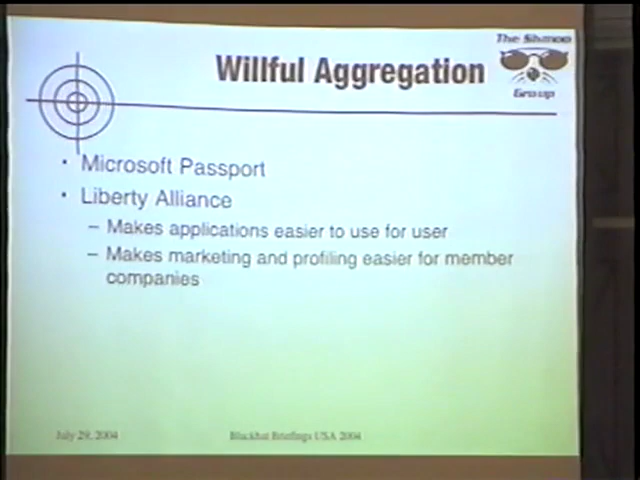 The Shmoo
Willful Aggregation
Group
• Microsoft Passport
• Liberty Alliance
– Makes applications easier to use for user
– Makes marketing and profiling easier for member
companies
July 29, 2004
Blackhat Briefings USA 2004